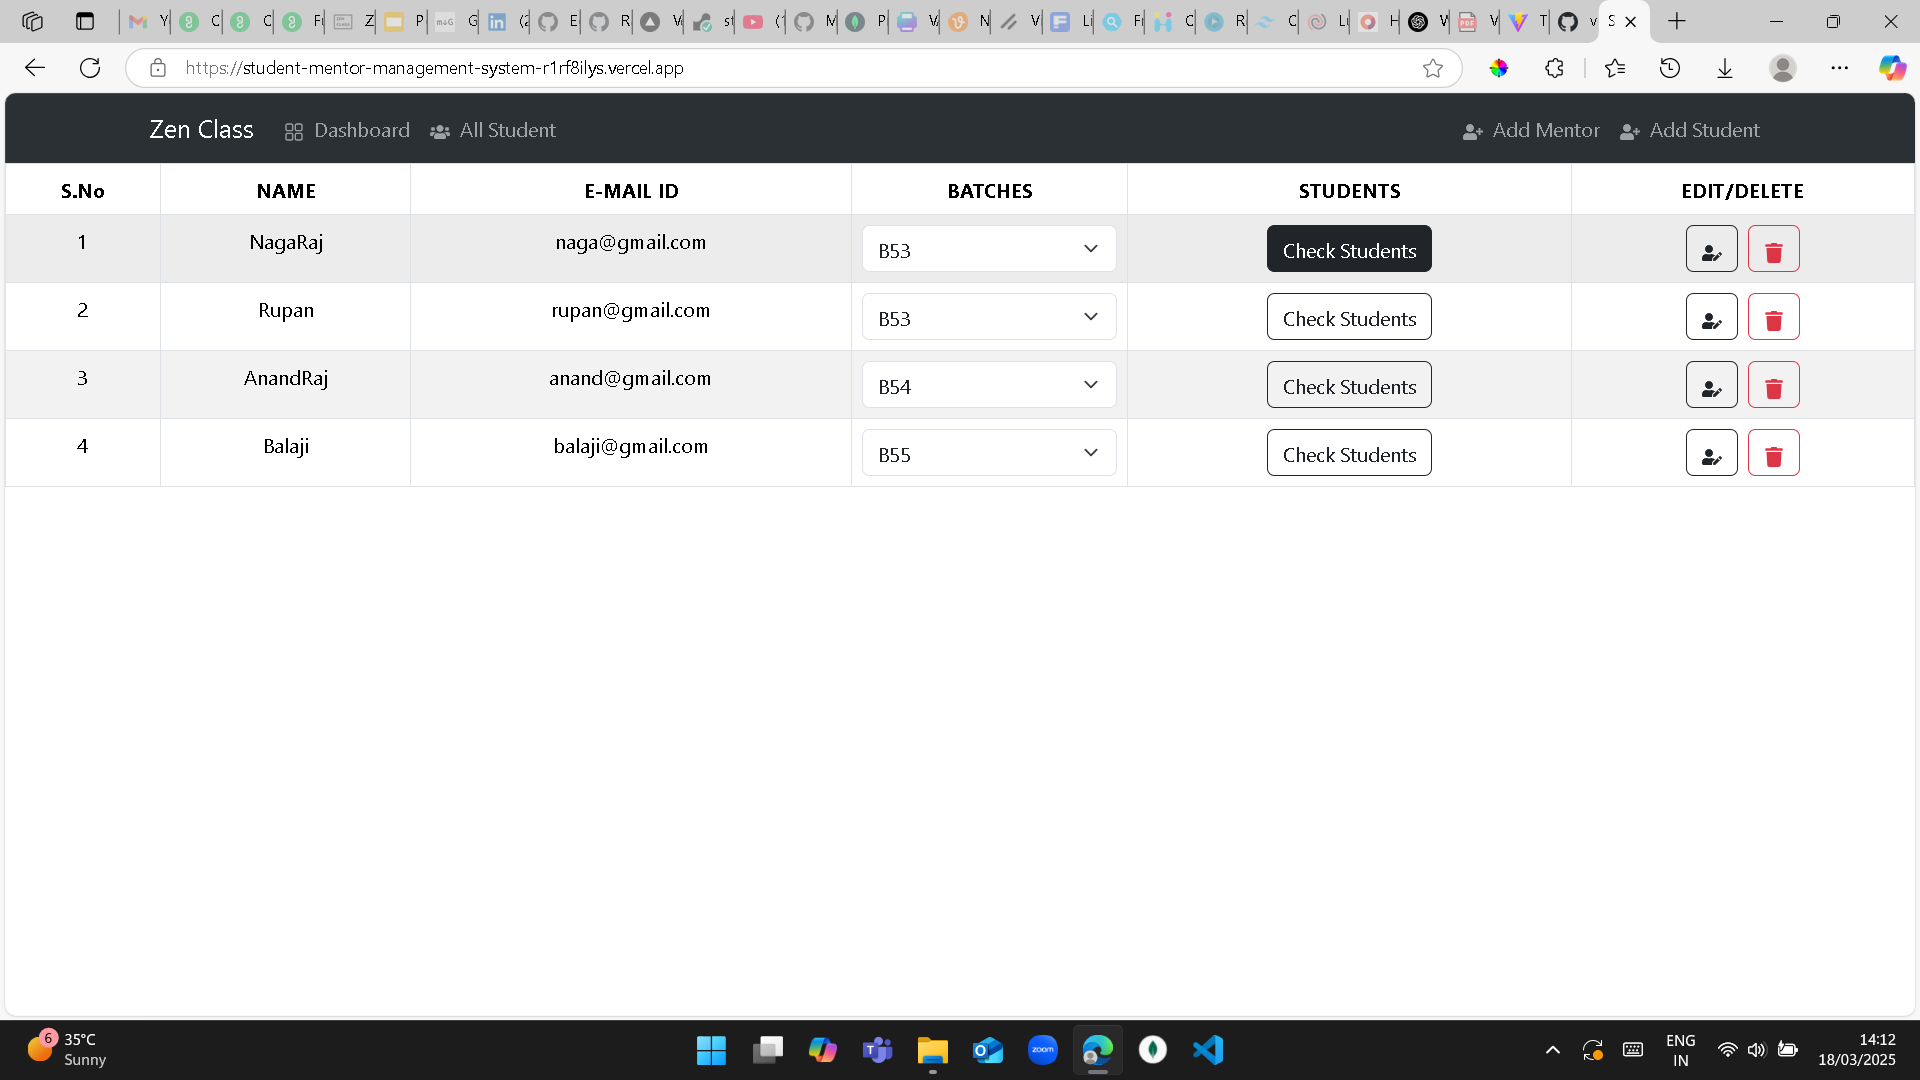 https://student-mentor-management-system-r1rf8ilys.vercel.app
Zen Class Dashboard All Student Add Mentor Add Student
S.No NAME E-MAIL ID BATCHES STUDENTS EDIT/DELETE
1 NagaRaj naga@gmail.com B53 Check Students
2 Rupan rupan@gmail.com B53 Check Students
3 AnandRaj anand@gmail.com B54 Check Students
4 Balaji balaji@gmail.com B55 Check Students
6 35°C
Sunny
zoom
ENG
IN
14:12
18/03/2025